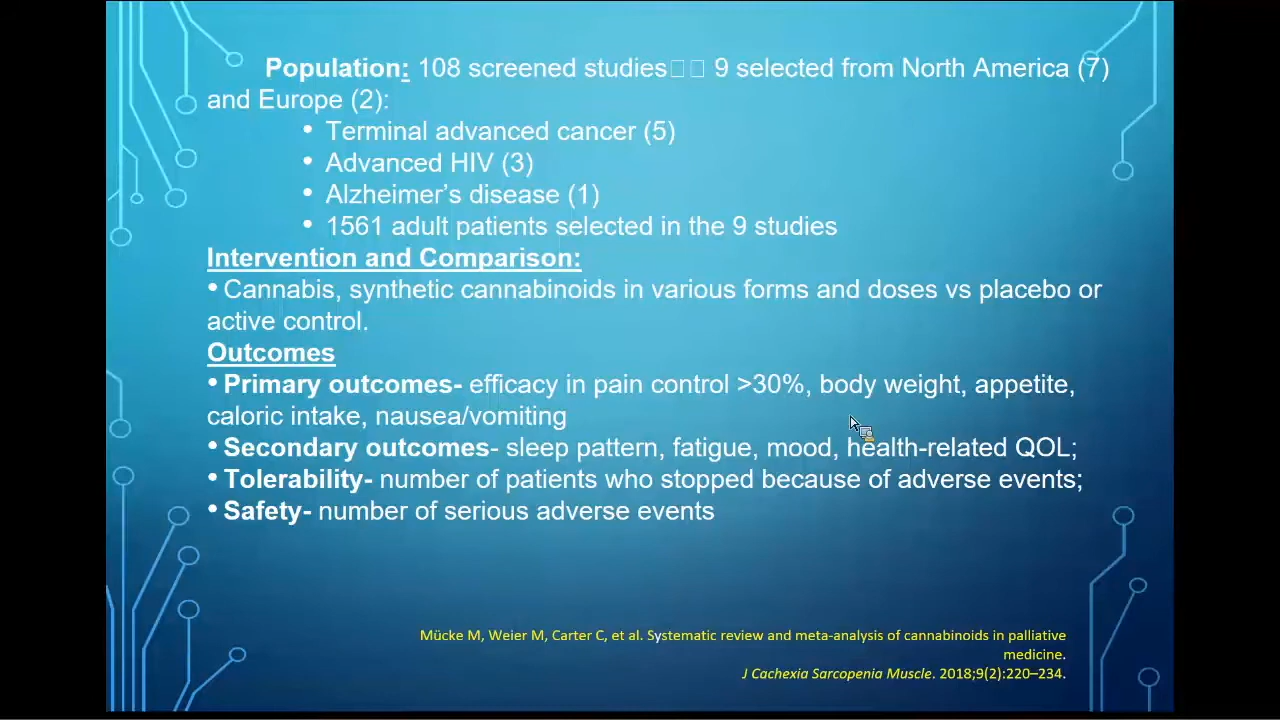 Population: 108 screened studies□□ 9 selected from North America (7)
and Europe (2):
• Terminal advanced cancer (5)
• Advanced HIV (3)
• Alzheimer’s disease (1)
• 1561 adult patients selected in the 9 studies
Intervention and Comparison:
• Cannabis, synthetic cannabinoids in various forms and doses vs placebo or
active control.
Outcomes
• Primary outcomes- efficacy in pain control >30%, body weight, appetite,
caloric intake, nausea/vomiting
• Secondary outcomes- sleep pattern, fatigue, mood, health-related QOL;
• Tolerability- number of patients who stopped because of adverse events;
• Safety- number of serious adverse events
Mücke M, Weier M, Carter C, et al. Systematic review and meta-analysis of cannabinoids in palliative
medicine.
J Cachexia Sarcopenia Muscle. 2018;9(2):220–234.